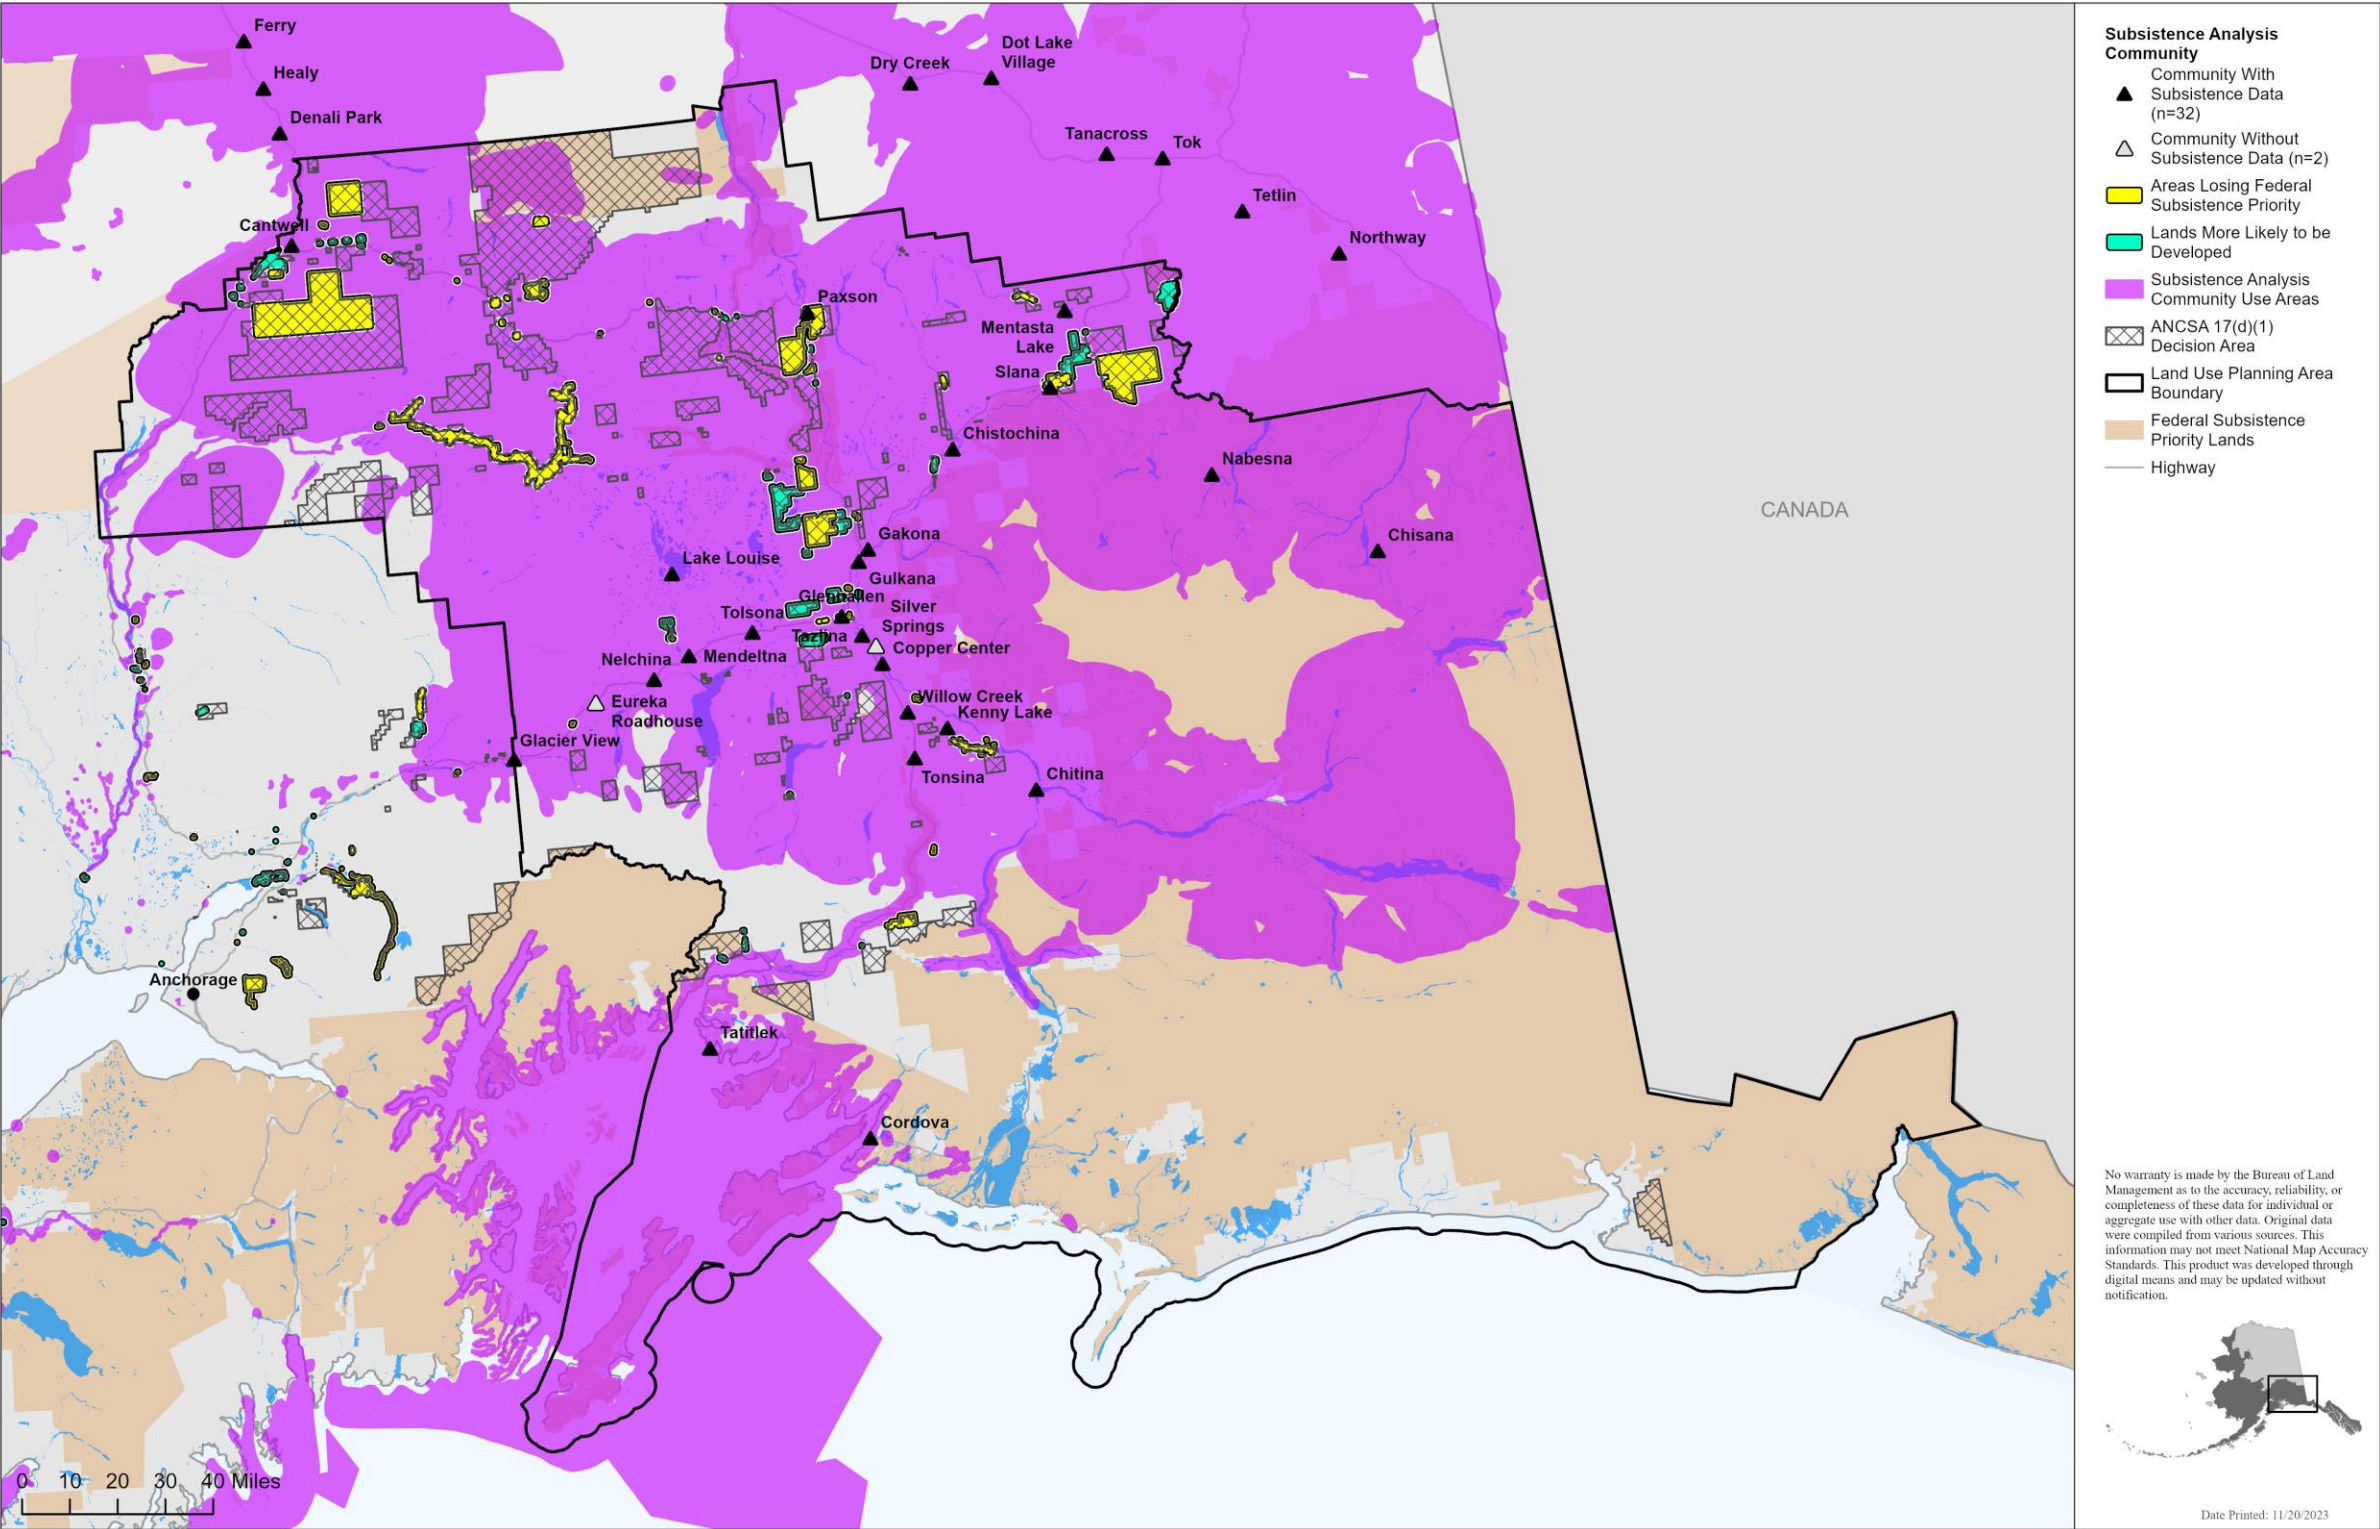 Ferry
Healy
Denali Park
Dry Creek
Dot Lake
Village
Tanacross
Tok
Tetlin
Northway
Cantwell
Paxson
Mentasta
Lake
Slana
Chistochina
Nabesna
CANADA
Chisana
Gakona
Lake Louise
Gulkana
Glennallen
Tolsona
Silver
Springs
Tazlina
Copper Center
Nelchina
Mendeltna
Eureka
Roadhouse
Willow Creek
Kenny Lake
Glacier View
Tonsina
Chitina
Anchorage
Tatitlek
Cordova
0 10 20 30 40 Miles
Subsistence Analysis
Community
Community With
Subsistence Data
(n=32)
Community Without
Subsistence Data (n=2)
Areas Losing Federal
Subsistence Priority
Lands More Likely to be
Developed
Subsistence Analysis
Community Use Areas
ANCSA 17(d)(1)
Decision Area
Land Use Planning Area
Boundary
Federal Subsistence
Priority Lands
Highway
No warranty is made by the Bureau of Land
Management as to the accuracy, reliability, or
completeness of these data for individual or
aggregate use with other data. Original data
were compiled from various sources. This
information may not meet National Map Accuracy
Standards. This product was developed through
digital means and may be updated without
notification.
Date Printed: 11/20/2023